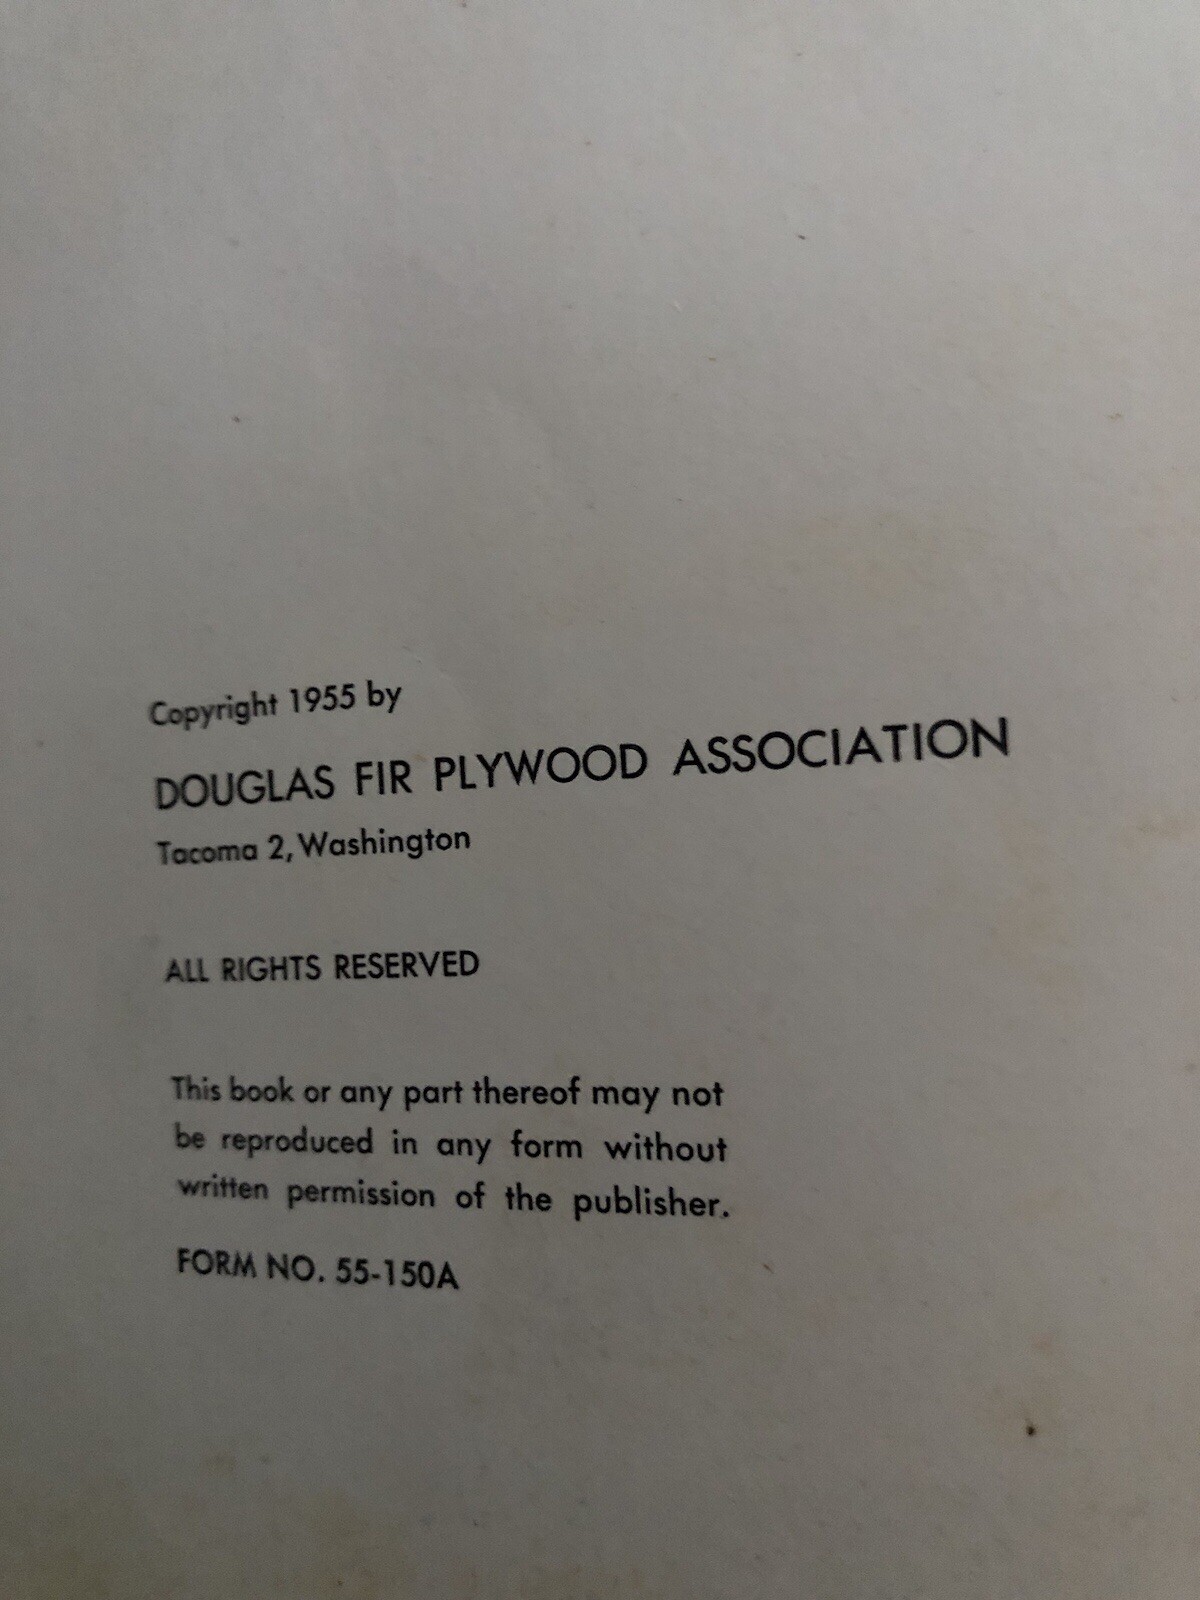 Copyright 1955 by
DOUGLAS FIR PLYWOOD ASSOCIATION
Tacoma 2, Washington
ALL RIGHTS RESERVED
This book or any part thereof may not
be reproduced in any form without
written permission of the publisher.
FORM NO. 55-150A